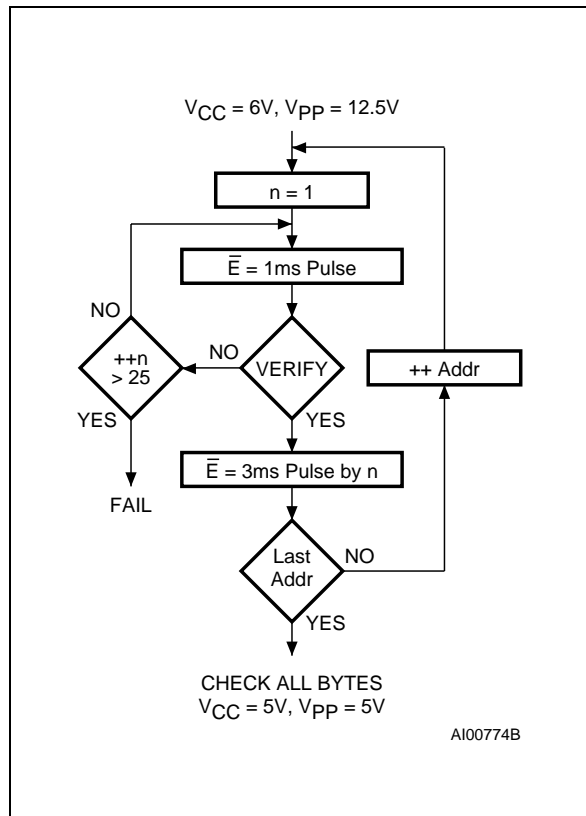 VCC = 6V, VPP = 12.5V
n = 1
E̅ = 1ms Pulse
NO
++n
> 25
NO
VERIFY
++ Addr
YES
YES
E̅ = 3ms Pulse by n
FAIL
Last
Addr
NO
YES
CHECK ALL BYTES
VCC = 5V, VPP = 5V
AI00774B